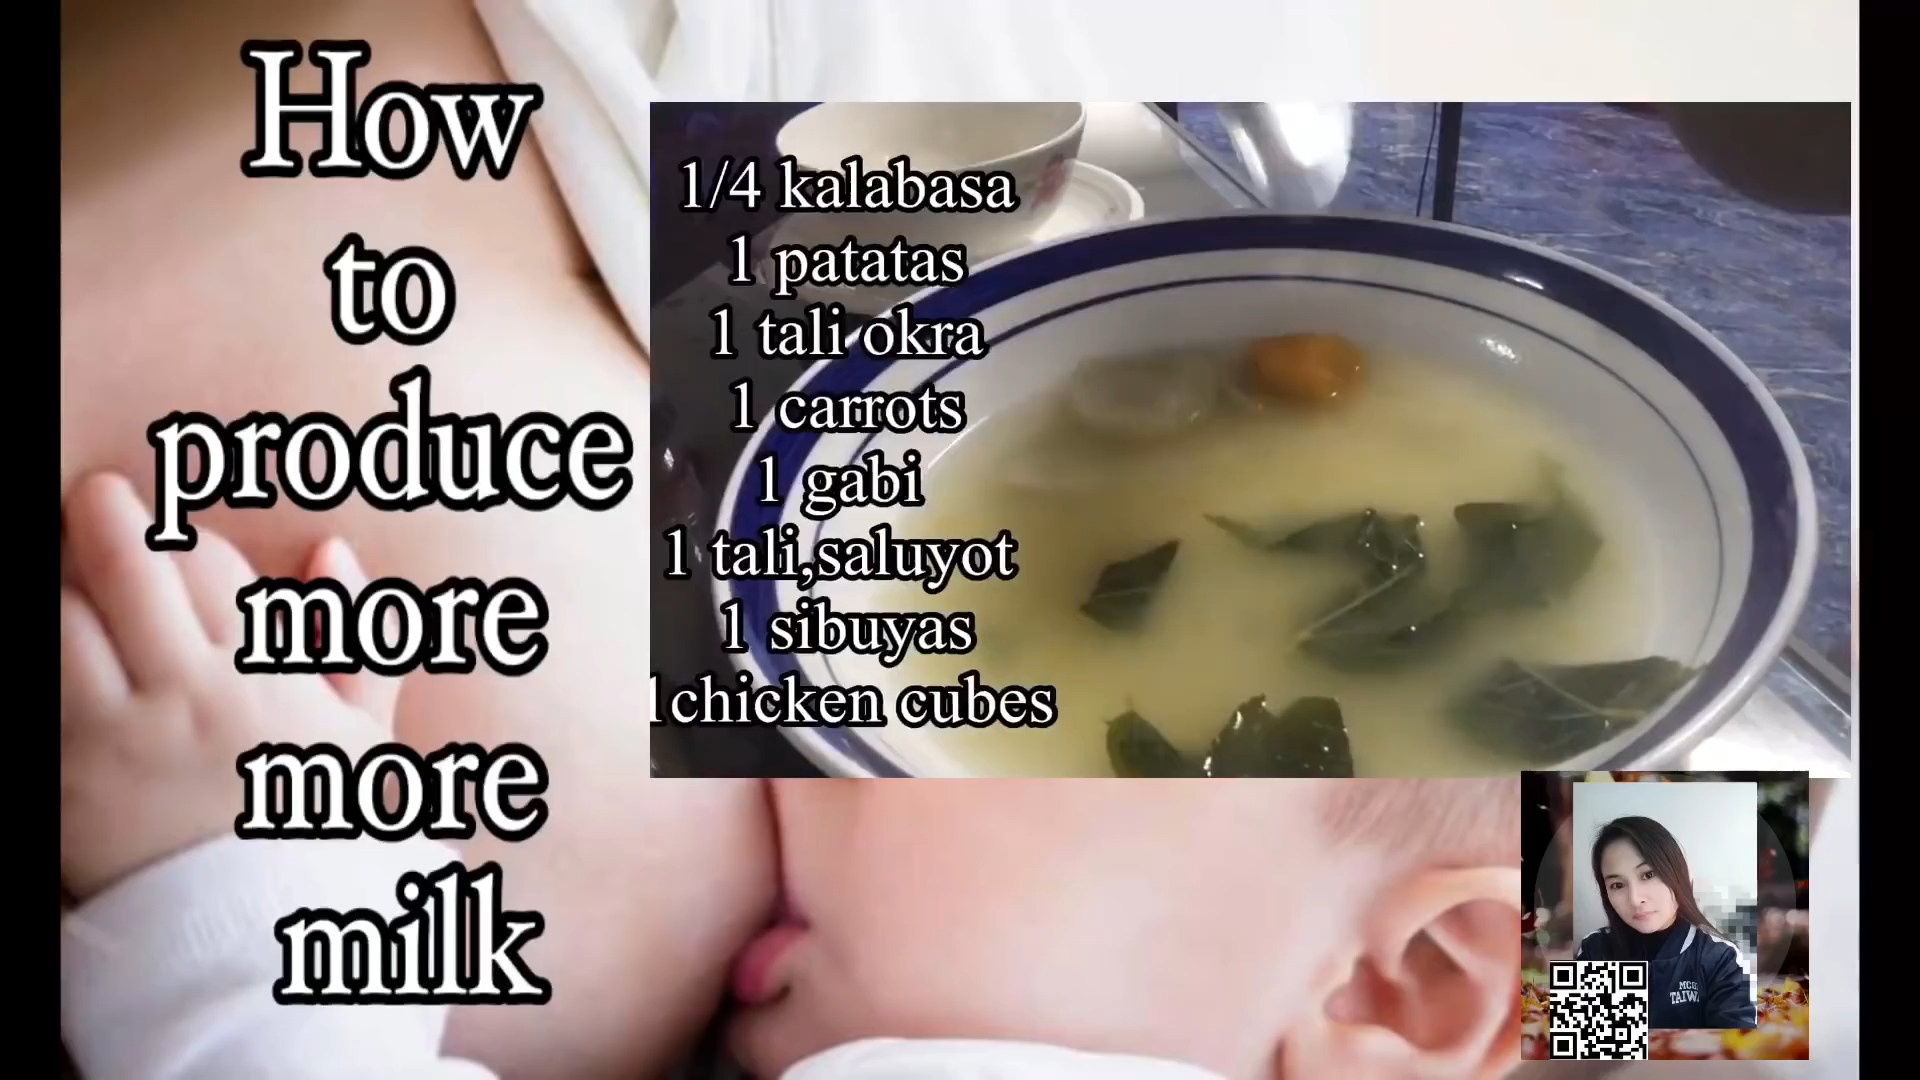 How
to
produce
more
more
milk
1/4 kalabasa
1 patatas
1 tali okra
1 carrots
1 gabi
1 tali,saluyot
1 sibuyas
1chicken cubes